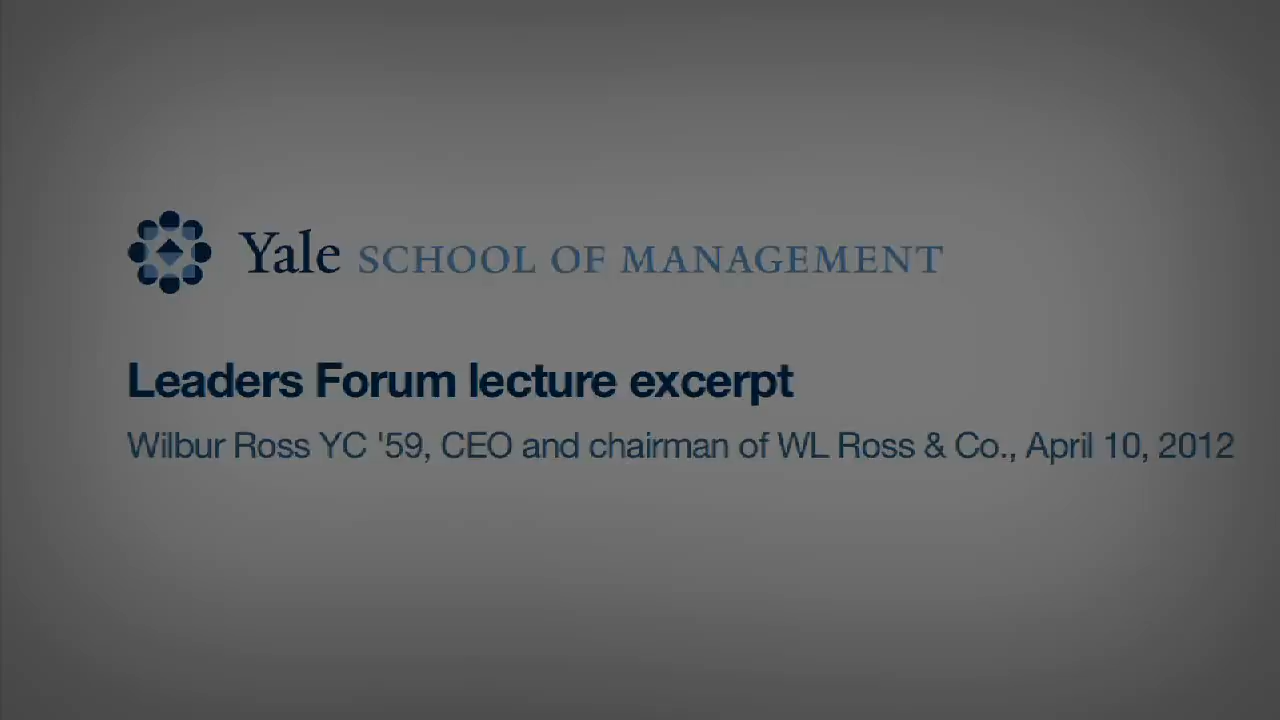 Yale SCHOOL OF MANAGEMENT
Leaders Forum lecture excerpt
Wilbur Ross YC '59, CEO and chairman of WL Ross & Co., April 10, 2012